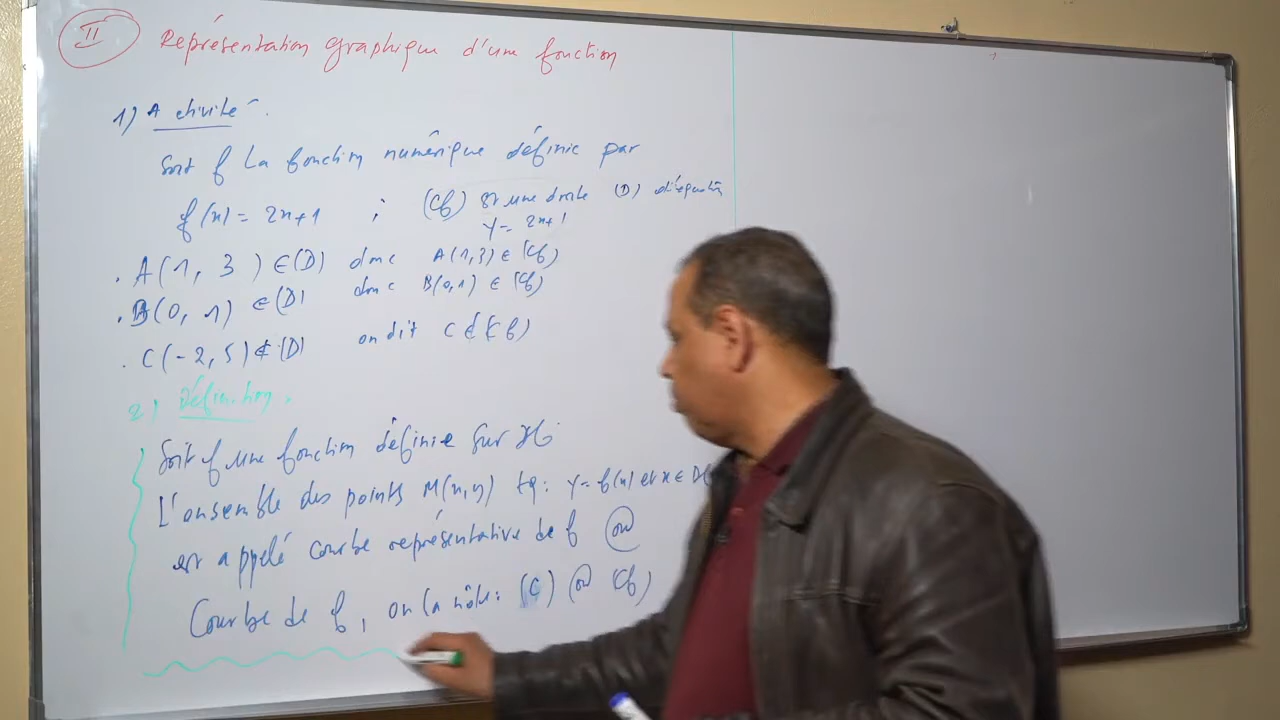 II Représentation graphique d'une fonction
1) Activité.
Soit f La fonction numérique définie par
f(x) = 2x+1 ; (Cf) est une droite (D) d'équation
y = 2x+1
. A(1, 3) ∈ (D) donc A(1,3) ∈ (Cf)
. B(0, 1) ∈ (D) donc B(0,1) ∈ (Cf)
. C(-2, 5) ∉ (D) on dit C ∉ (Cf)
2) Définition.
Soit f une fonction définie sur Df
L'ensemble des points M(x,y) tq: y = f(x) et x ∈ D
est appelé courbe représentative de f ou
Courbe de f, on la note: (C) ou (Cf)